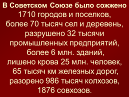 В Советском Союзе было сожжено
1710 городов и поселков,
более 70 тысяч сел и деревень,
разрушено 32 тысячи
промышленных предприятий,
более 6 млн. зданий,
лишено крова 25 млн. человек,
65 тысяч км железных дорог,
разорено 986 тысяч колхозов,
1876 совхозов.